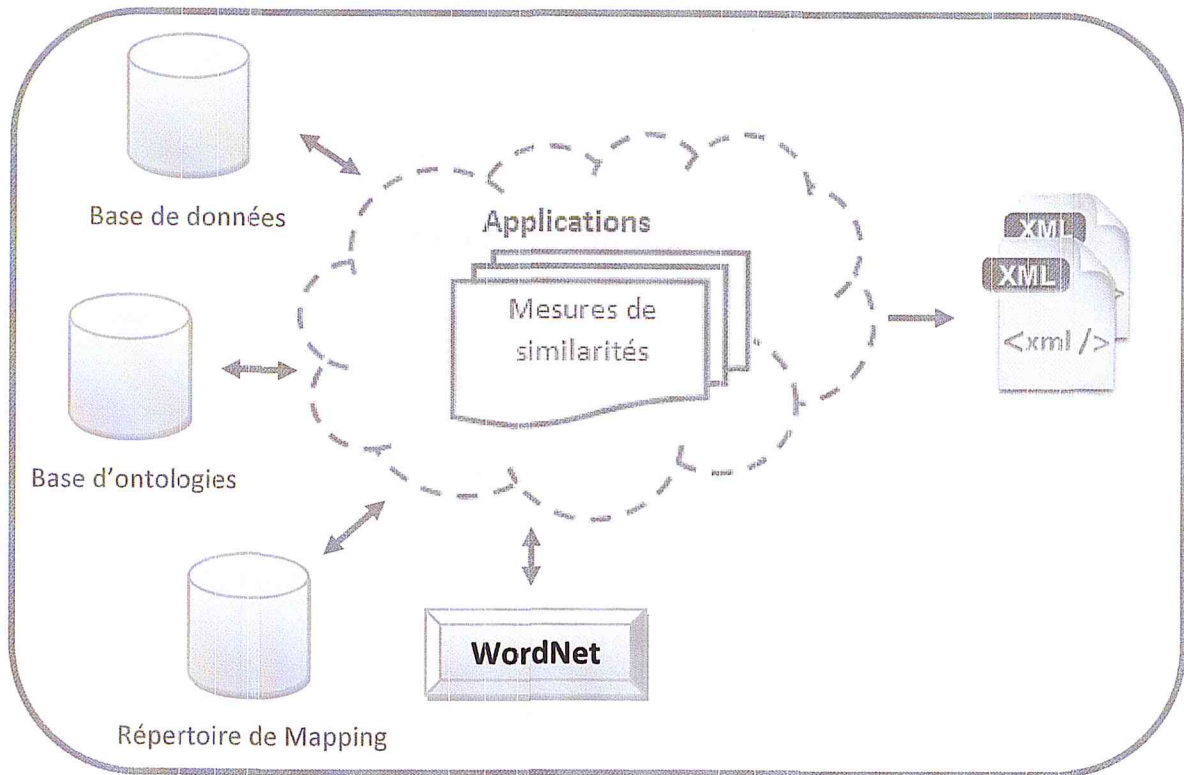 Base de données
Applications
Mesures de
similarités
XML
XML
<xml />
>
Base d'ontologies
WordNet
Répertoire de Mapping